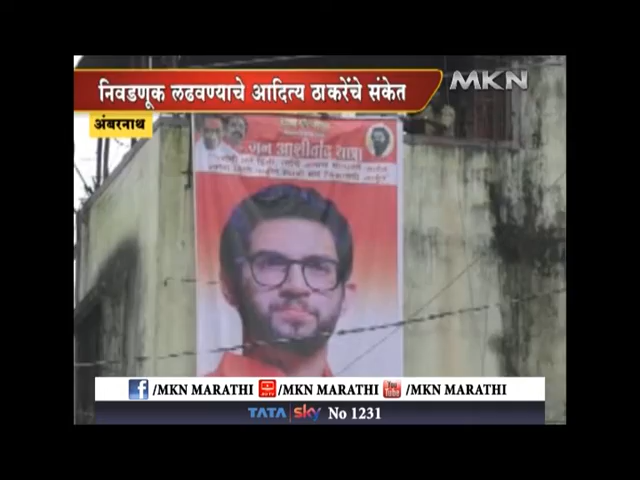 निवडणूक लढवण्याचे आदित्य ठाकरेंचे संकेत
MKN
अंबरनाथ
जन आशीर्वाद यात्रा
/MKN MARATHI /MKN MARATHI /MKN MARATHI
TATA sky No 1231